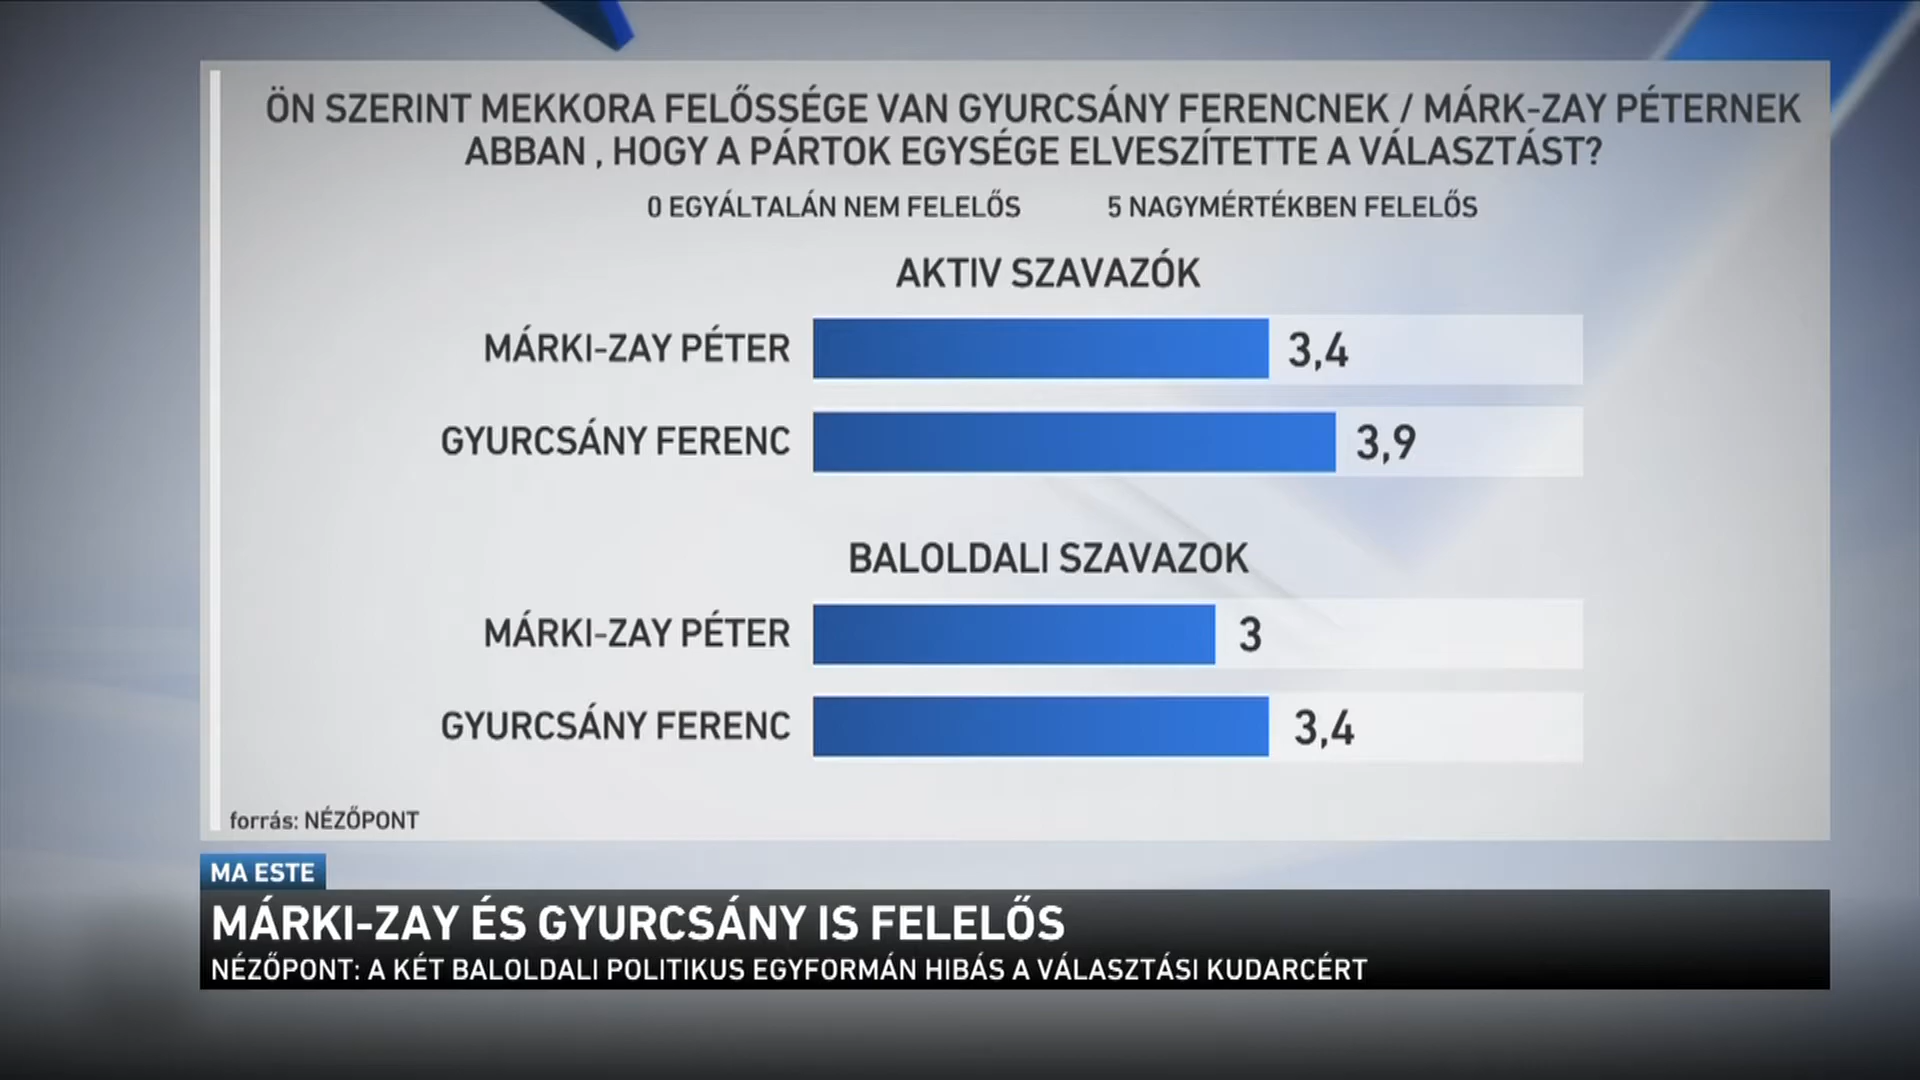 ÖN SZERINT MEKKORA FELŐSSÉGE VAN GYURCSÁNY FERENCNEK / MÁRK-ZAY PÉTERNEK
ABBAN , HOGY A PÁRTOK EGYSÉGE ELVESZÍTETTE A VÁLASZTÁST?
0 EGYÁLTALÁN NEM FELELŐS 5 NAGYMÉRTÉKBEN FELELŐS
AKTIV SZAVAZÓK
MÁRKI-ZAY PÉTER 3,4
GYURCSÁNY FERENC 3,9
BALOLDALI SZAVAZOK
MÁRKI-ZAY PÉTER 3
GYURCSÁNY FERENC 3,4
forrás: NÉZŐPONT
MA ESTE
MÁRKI-ZAY ÉS GYURCSÁNY IS FELELŐS
NÉZŐPONT: A KÉT BALOLDALI POLITIKUS EGYFORMÁN HIBÁS A VÁLASZTÁSI KUDARCÉRT